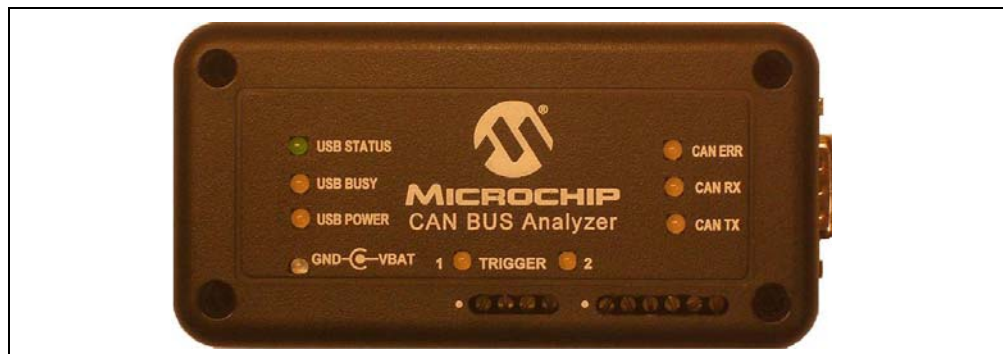 ®
USB STATUS
CAN ERR
USB BUSY
CAN RX
MICROCHIP
USB POWER
CAN BUS Analyzer
CAN TX
GND VBAT
1 TRIGGER 2